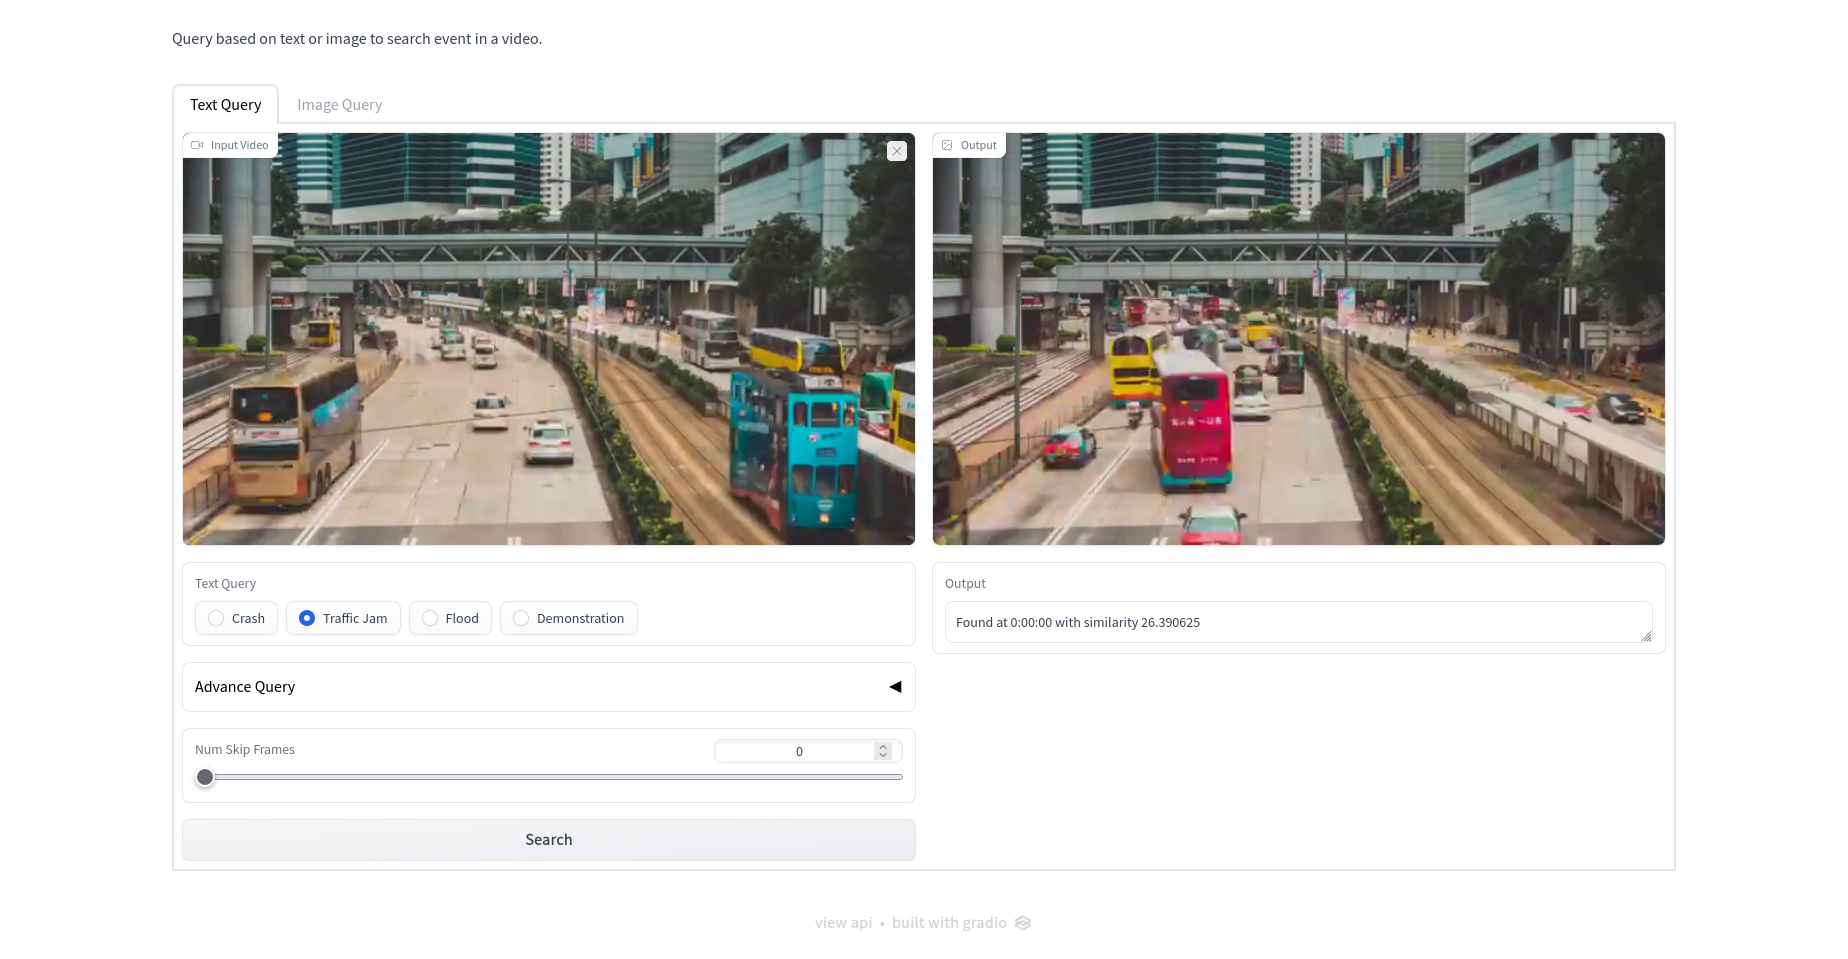 Query based on text or image to search event in a video.
Text Query
Image Query
Input Video
Output
Text Query
Crash
Traffic Jam
Flood
Demonstration
Output
Found at 0:00:00 with similarity 26.390625
Advance Query
Num Skip Frames
0
Search
view api • built with gradio